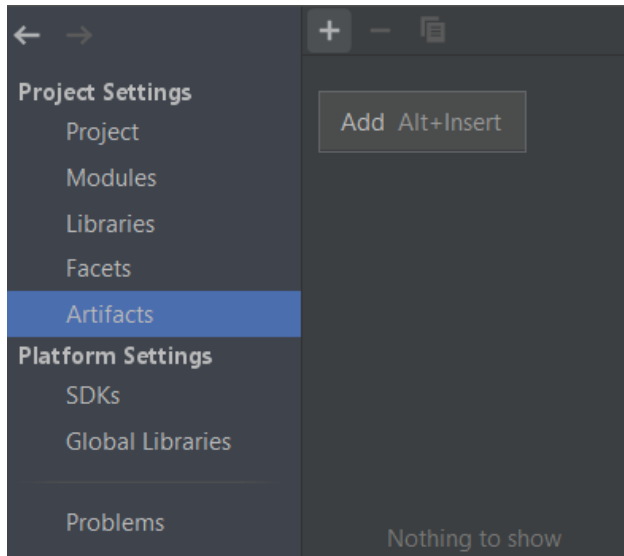 Project Settings
Project
Modules
Libraries
Facets
Artifacts
Platform Settings
SDKs
Global Libraries
Problems
Add Alt+Insert
Nothing to show